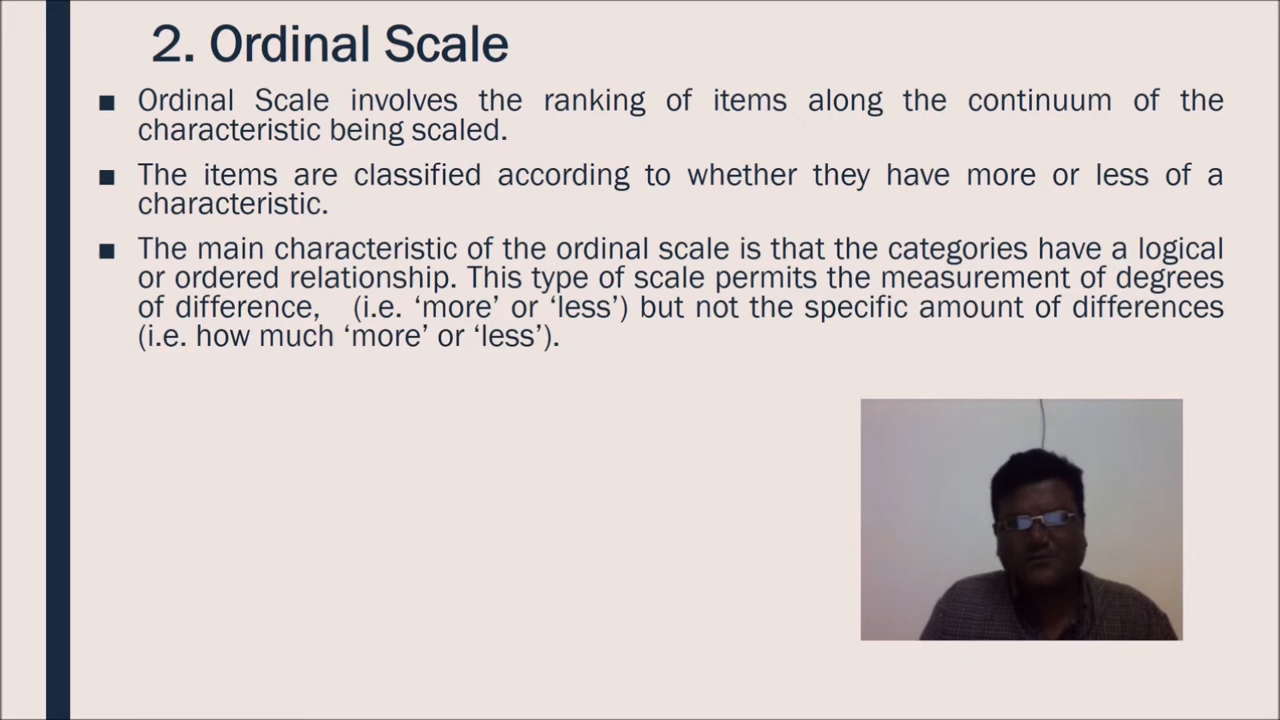 2. Ordinal Scale
■ Ordinal Scale involves the ranking of items along the continuum of the
characteristic being scaled.
■ The items are classified according to whether they have more or less of a
characteristic.
■ The main characteristic of the ordinal scale is that the categories have a logical
or ordered relationship. This type of scale permits the measurement of degrees
of difference, (i.e. ‘more’ or ‘less’) but not the specific amount of differences
(i.e. how much ‘more’ or ‘less’).